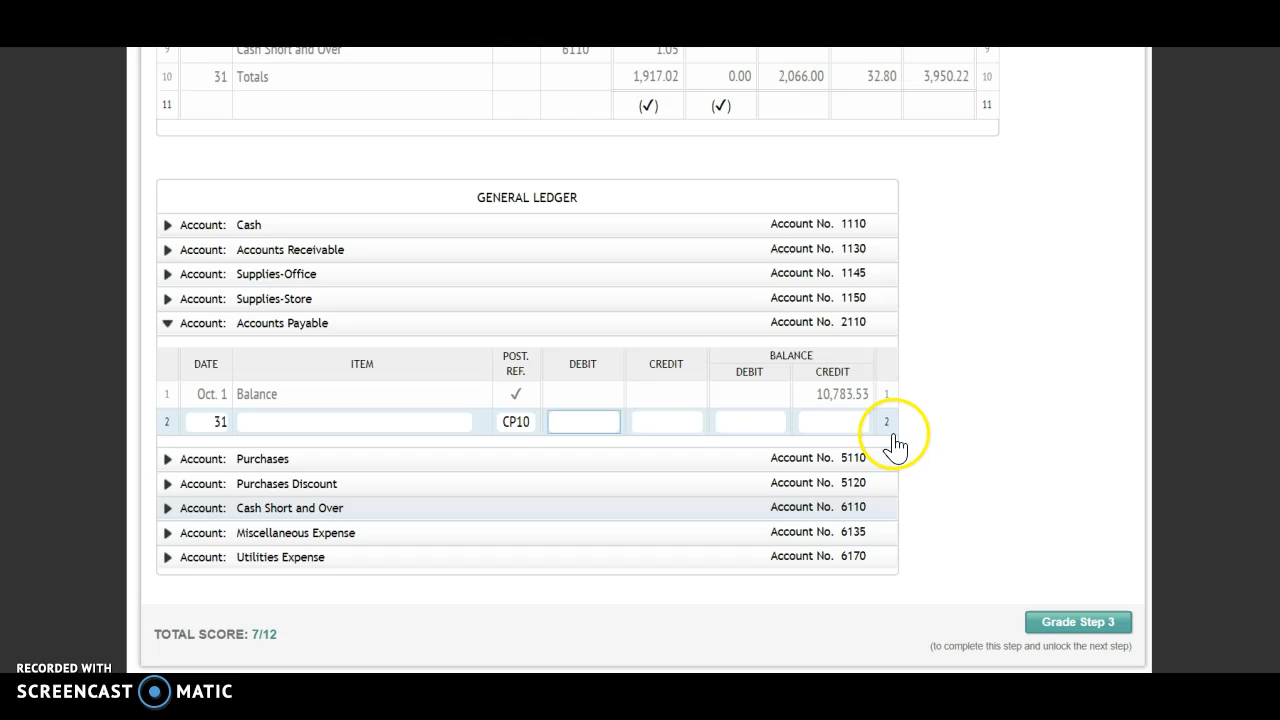 9 Cash Short and Over 6110 1.05 9
10 31 Totals 1,917.02 0.00 2,066.00 32.80 3,950.22 10
11 (✓) (✓) 11
GENERAL LEDGER
Account: Cash Account No. 1110
Account: Accounts Receivable Account No. 1130
Account: Supplies-Office Account No. 1145
Account: Supplies-Store Account No. 1150
Account: Accounts Payable Account No. 2110
DATE ITEM POST. REF. DEBIT CREDIT BALANCE
DEBIT CREDIT
1 Oct. 1 Balance ✓ 10,783.53 1
2 31 CP10 2
Account: Purchases Account No. 5110
Account: Purchases Discount Account No. 5120
Account: Cash Short and Over Account No. 6110
Account: Miscellaneous Expense Account No. 6135
Account: Utilities Expense Account No. 6170
TOTAL SCORE: 7/12
Grade Step 3
(to complete this step and unlock the next step)
RECORDED WITH
SCREENCAST MATIC